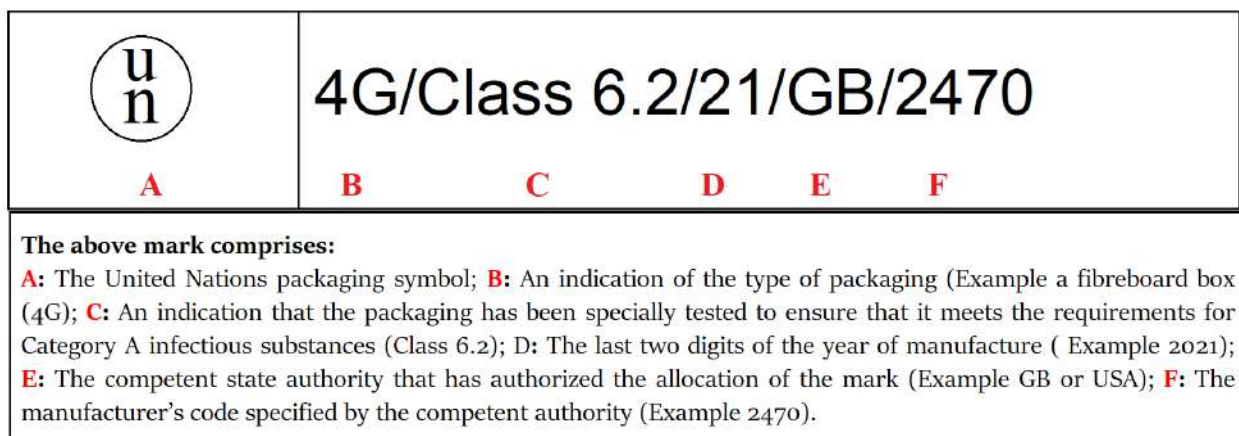 u
n
4G/Class 6.2/21/GB/2470
A B C D E F
The above mark comprises:
A: The United Nations packaging symbol; B: An indication of the type of packaging (Example a fibreboard box
(4G); C: An indication that the packaging has been specially tested to ensure that it meets the requirements for
Category A infectious substances (Class 6.2); D: The last two digits of the year of manufacture ( Example 2021);
E: The competent state authority that has authorized the allocation of the mark (Example GB or USA); F: The
manufacturer’s code specified by the competent authority (Example 2470).